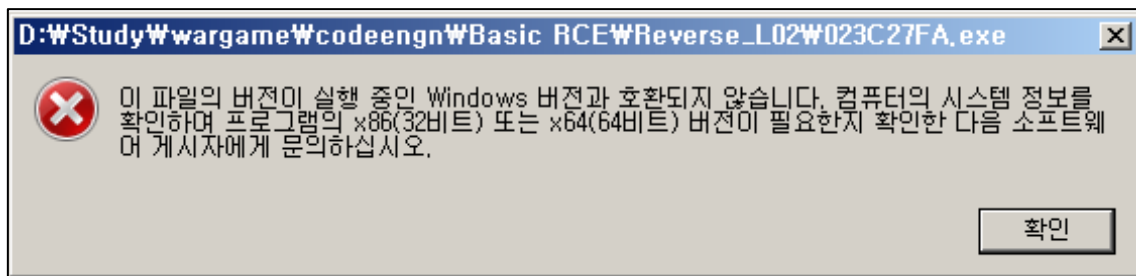 D:₩Study₩wargame₩codeengn₩Basic RCE₩Reverse_L02₩023C27FA.exe
이 파일의 버전이 실행 중인 Windows 버전과 호환되지 않습니다. 컴퓨터의 시스템 정보를
확인하여 프로그램의 x86(32비트) 또는 x64(64비트) 버전이 필요한지 확인한 다음 소프트웨
어 게시자에게 문의하십시오.
확인